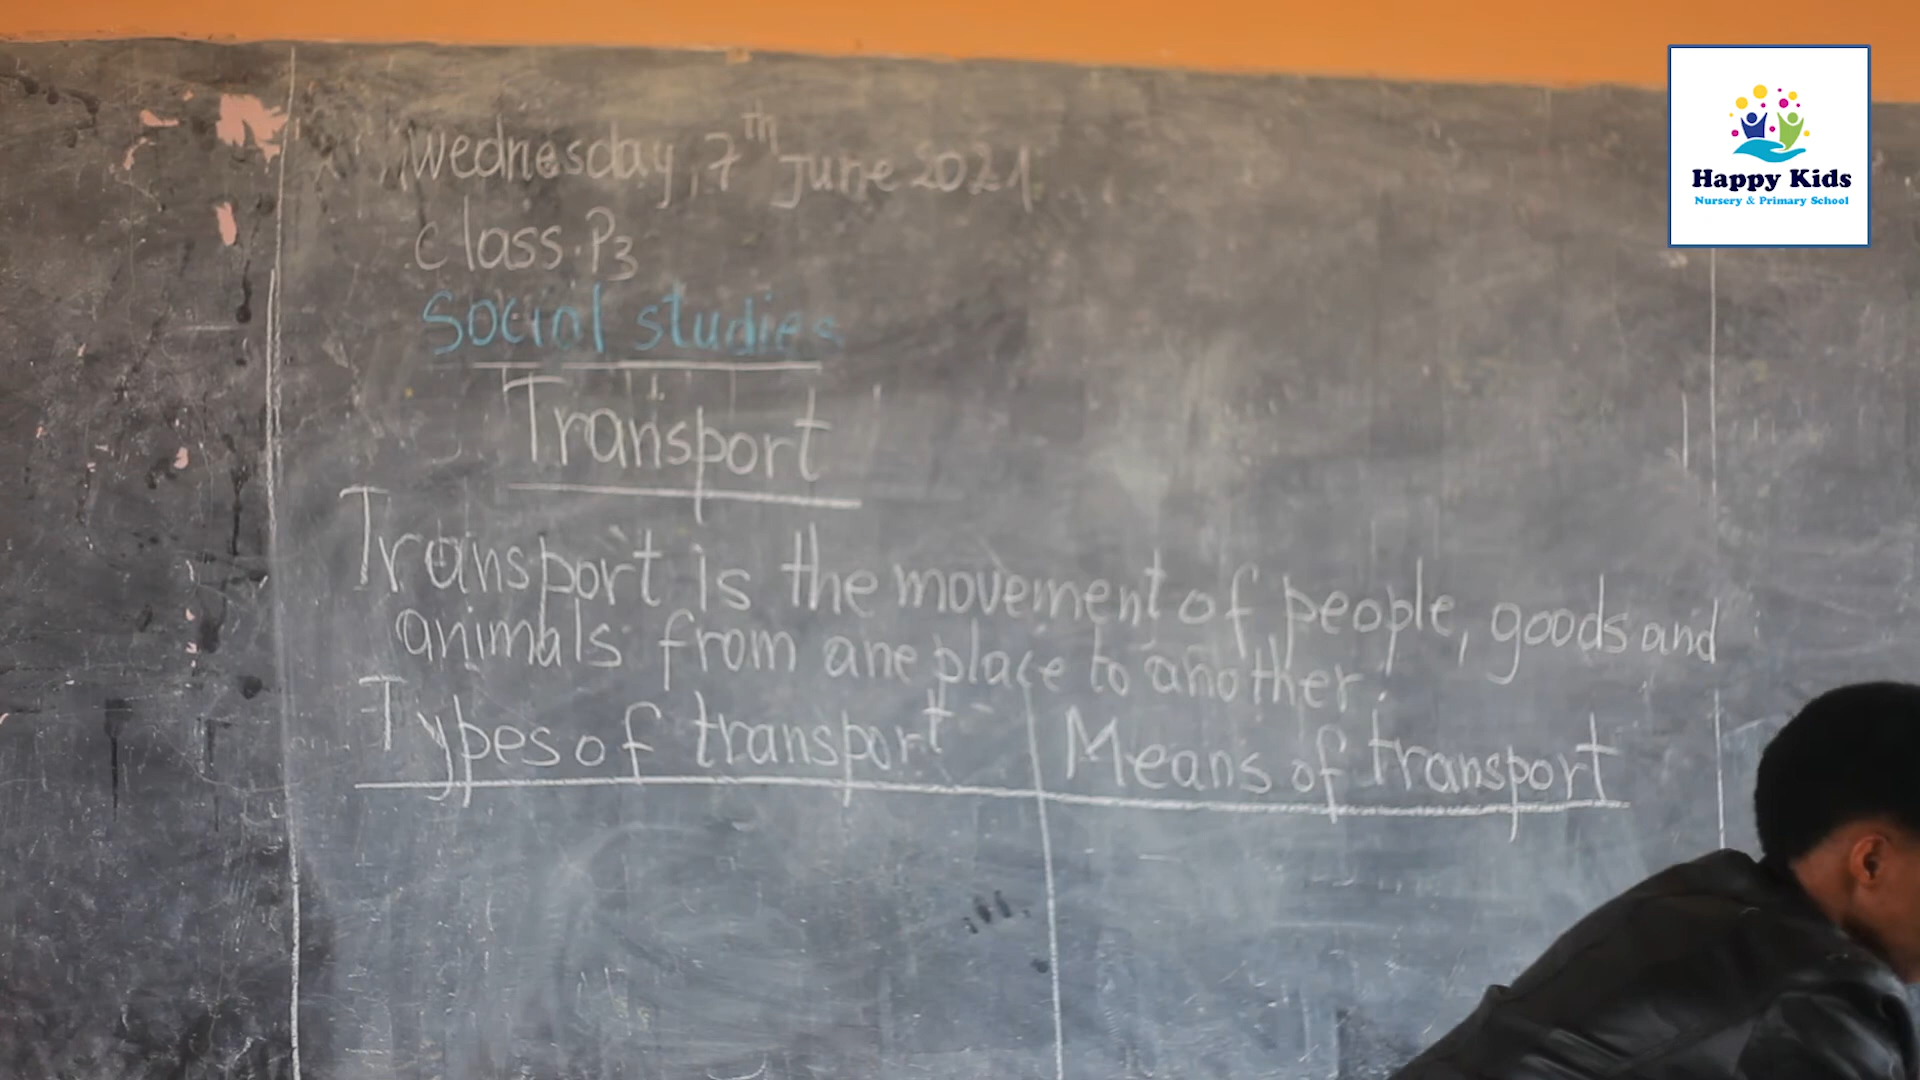 Wednesday, 7th June 2021.
Class. P3
Social studies
Transport
Transport is the movement of people, goods and
animals from ane place to another.
Types of transport
Means of transport
Happy Kids
Nursery & Primary School